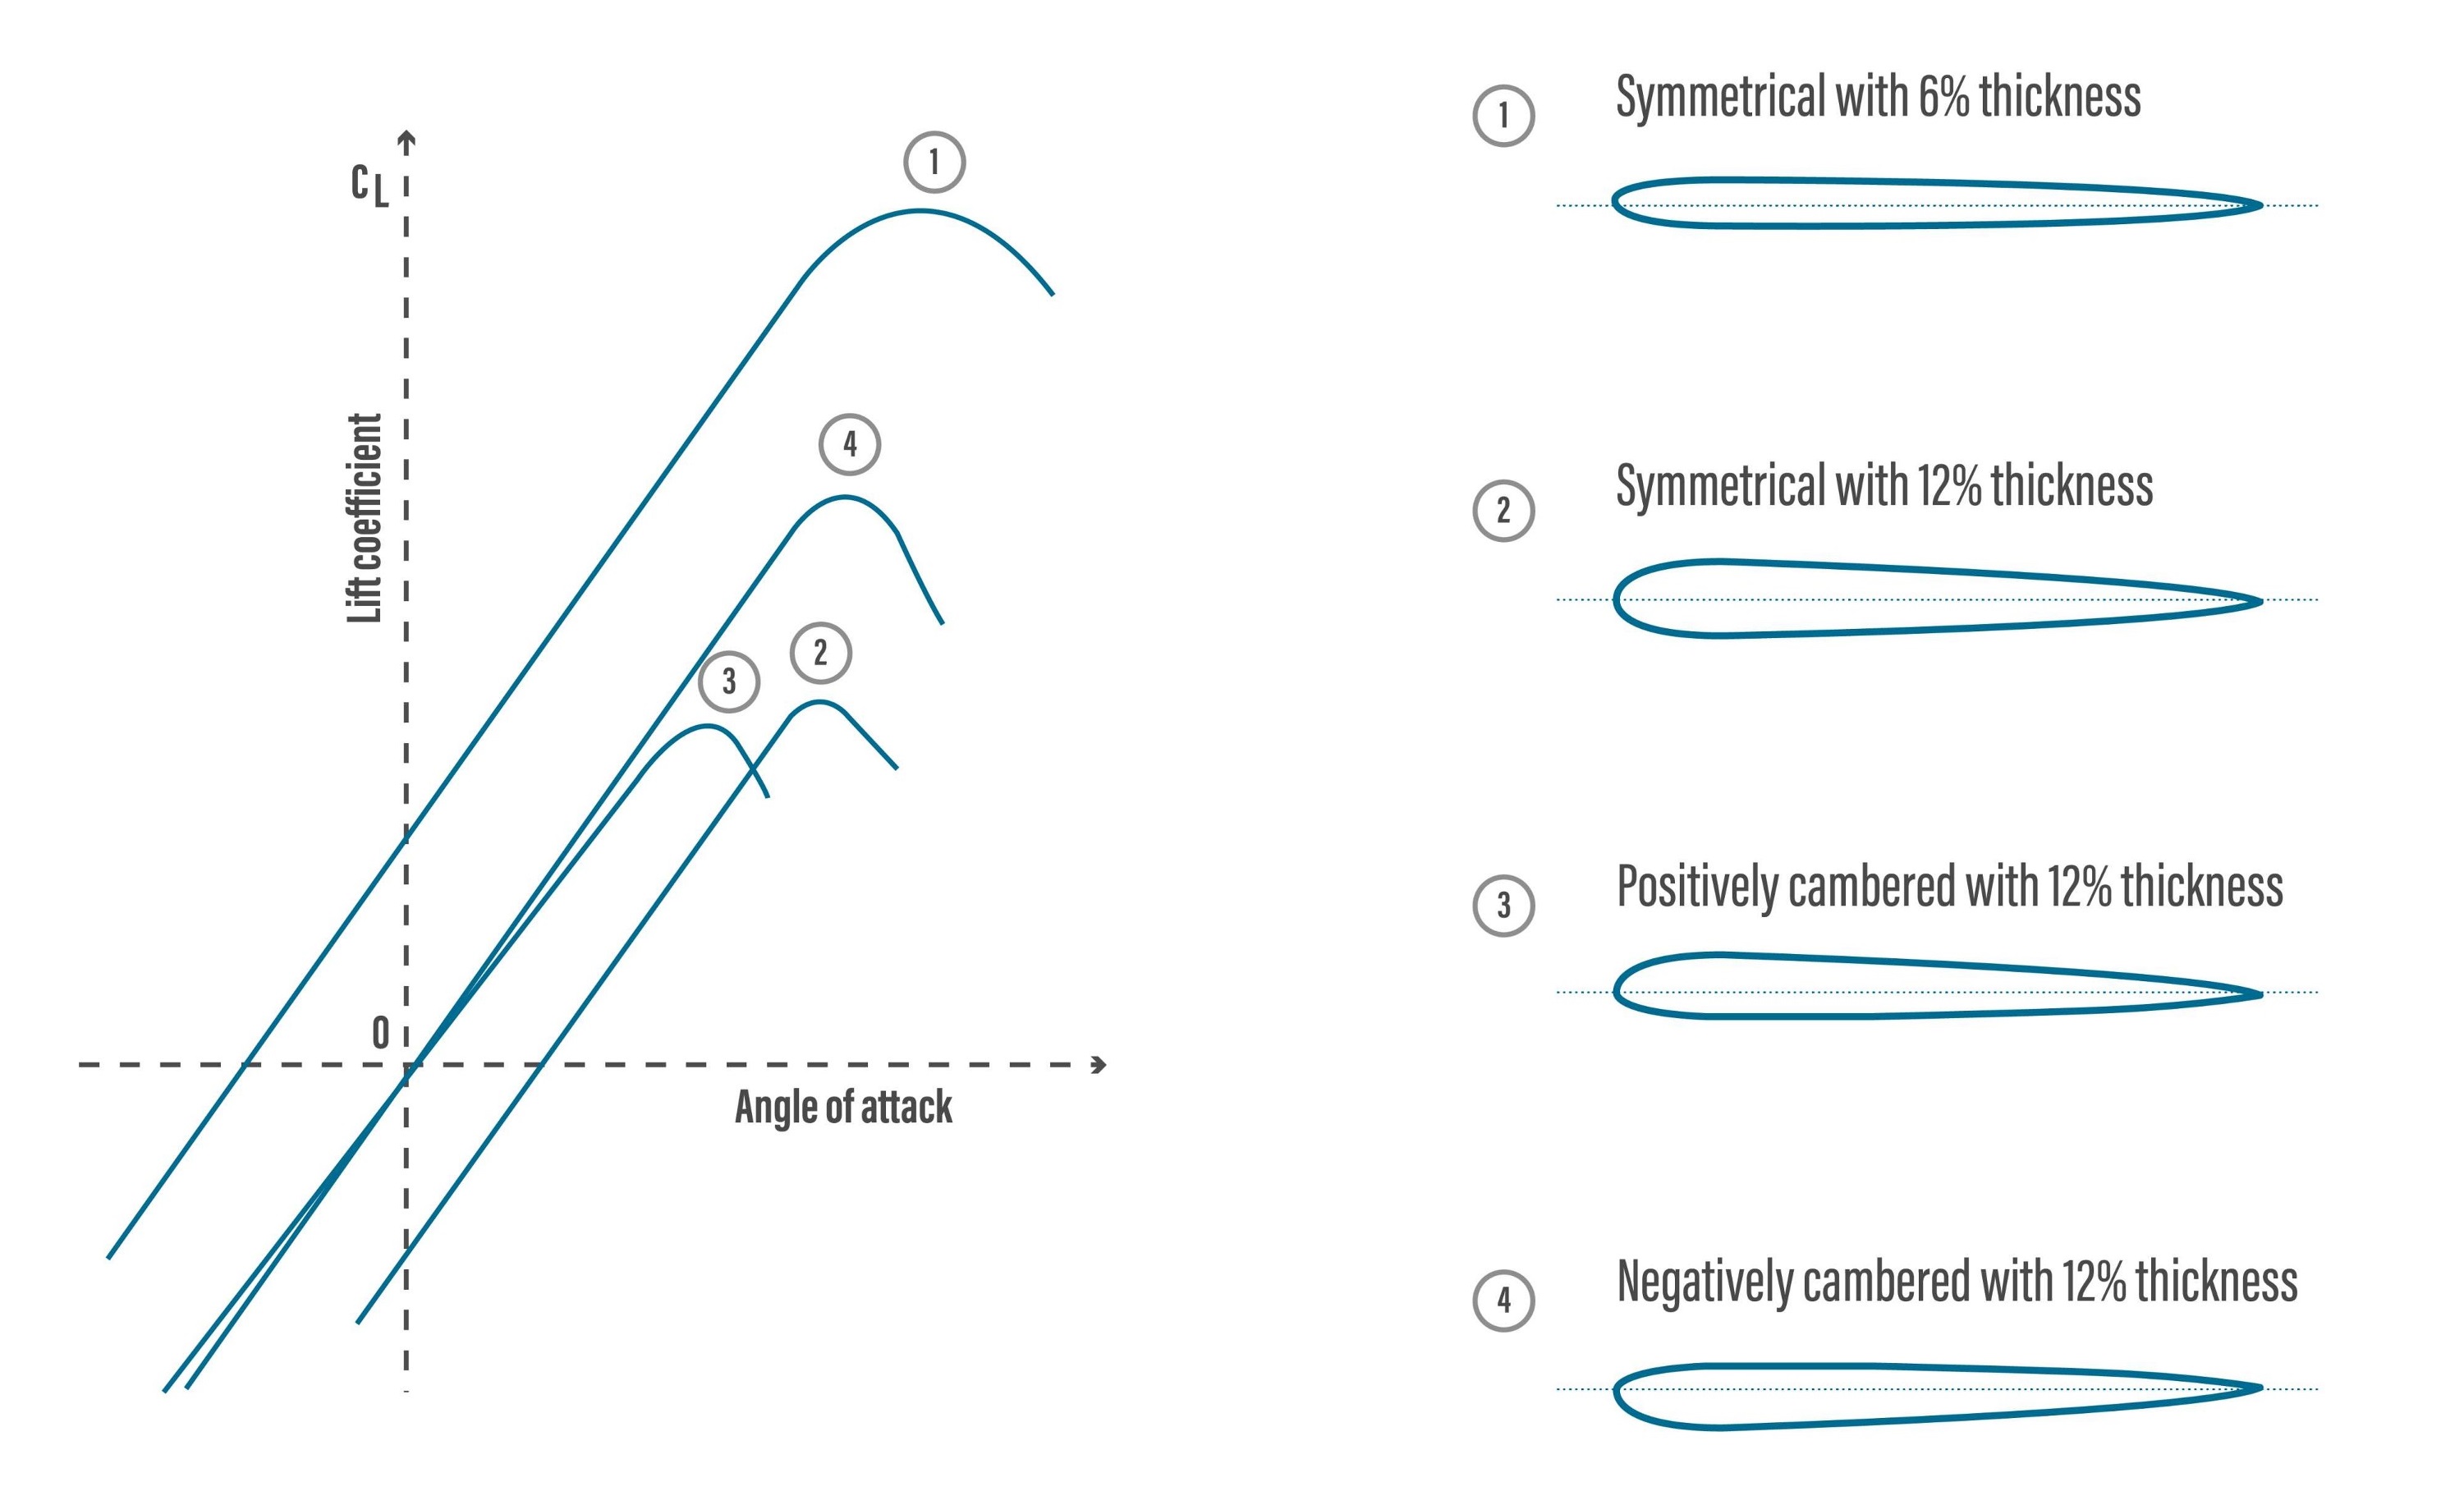 CL
Lift coefficient
0
Angle of attack
1
4
3
2
1
Symmetrical with 6% thickness
2
Symmetrical with 12% thickness
3
Positively cambered with 12% thickness
4
Negatively cambered with 12% thickness